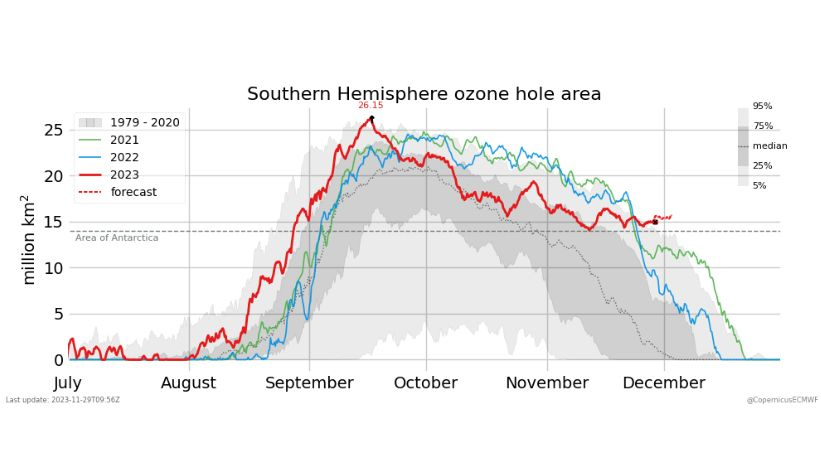 Southern Hemisphere ozone hole area
26.15
95%
75%
median
25%
5%
1979 - 2020
2021
2022
2023
forecast
million km²
25
20
15
10
5
0
Area of Antarctica
July
August
September
October
November
December
Last update: 2023-11-29T09:56Z
@CopernicusECMWF